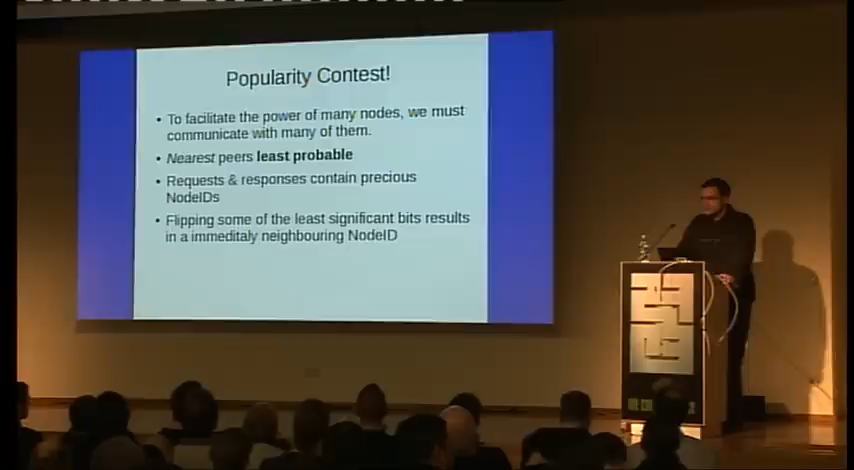 Popularity Contest!
• To facilitate the power of many nodes, we must
communicate with many of them.
• Nearest peers least probable
• Requests & responses contain precious
NodeIDs
• Flipping some of the least significant bits results
in a immeditaly neighbouring NodeID